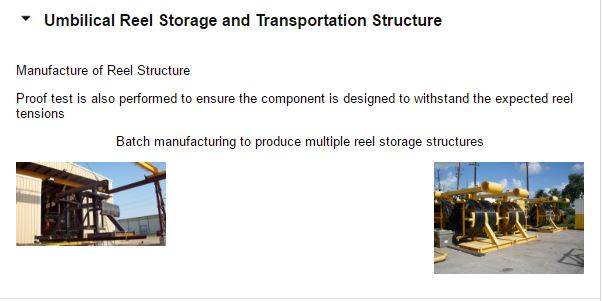 Umbilical Reel Storage and Transportation Structure
Manufacture of Reel Structure
Proof test is also performed to ensure the component is designed to withstand the expected reel
tensions
Batch manufacturing to produce multiple reel storage structures